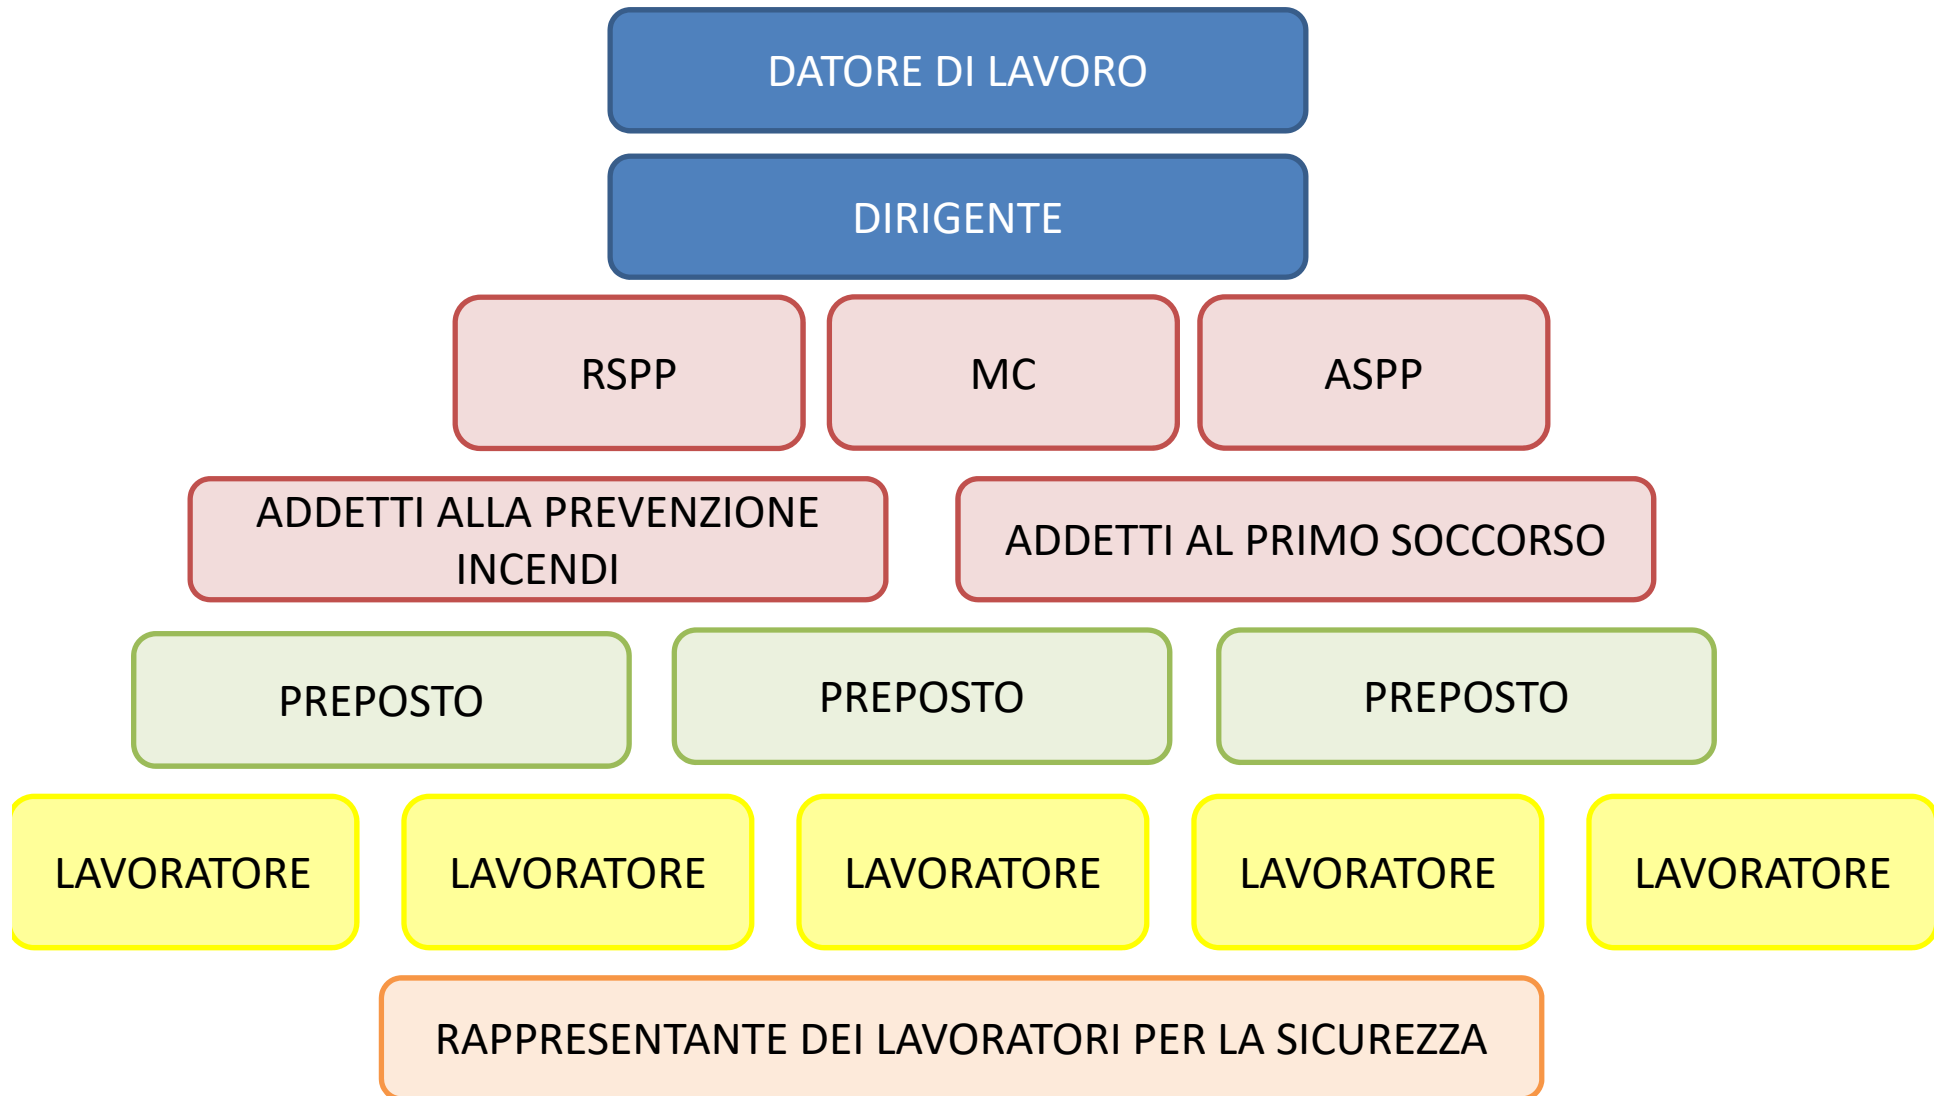 DATORE DI LAVORO
DIRIGENTE
RSPP
MC
ASPP
ADDETTI ALLA PREVENZIONE
INCENDI
ADDETTI AL PRIMO SOCCORSO
PREPOSTO
PREPOSTO
PREPOSTO
LAVORATORE
LAVORATORE
LAVORATORE
LAVORATORE
LAVORATORE
RAPPRESENTANTE DEI LAVORATORI PER LA SICUREZZA